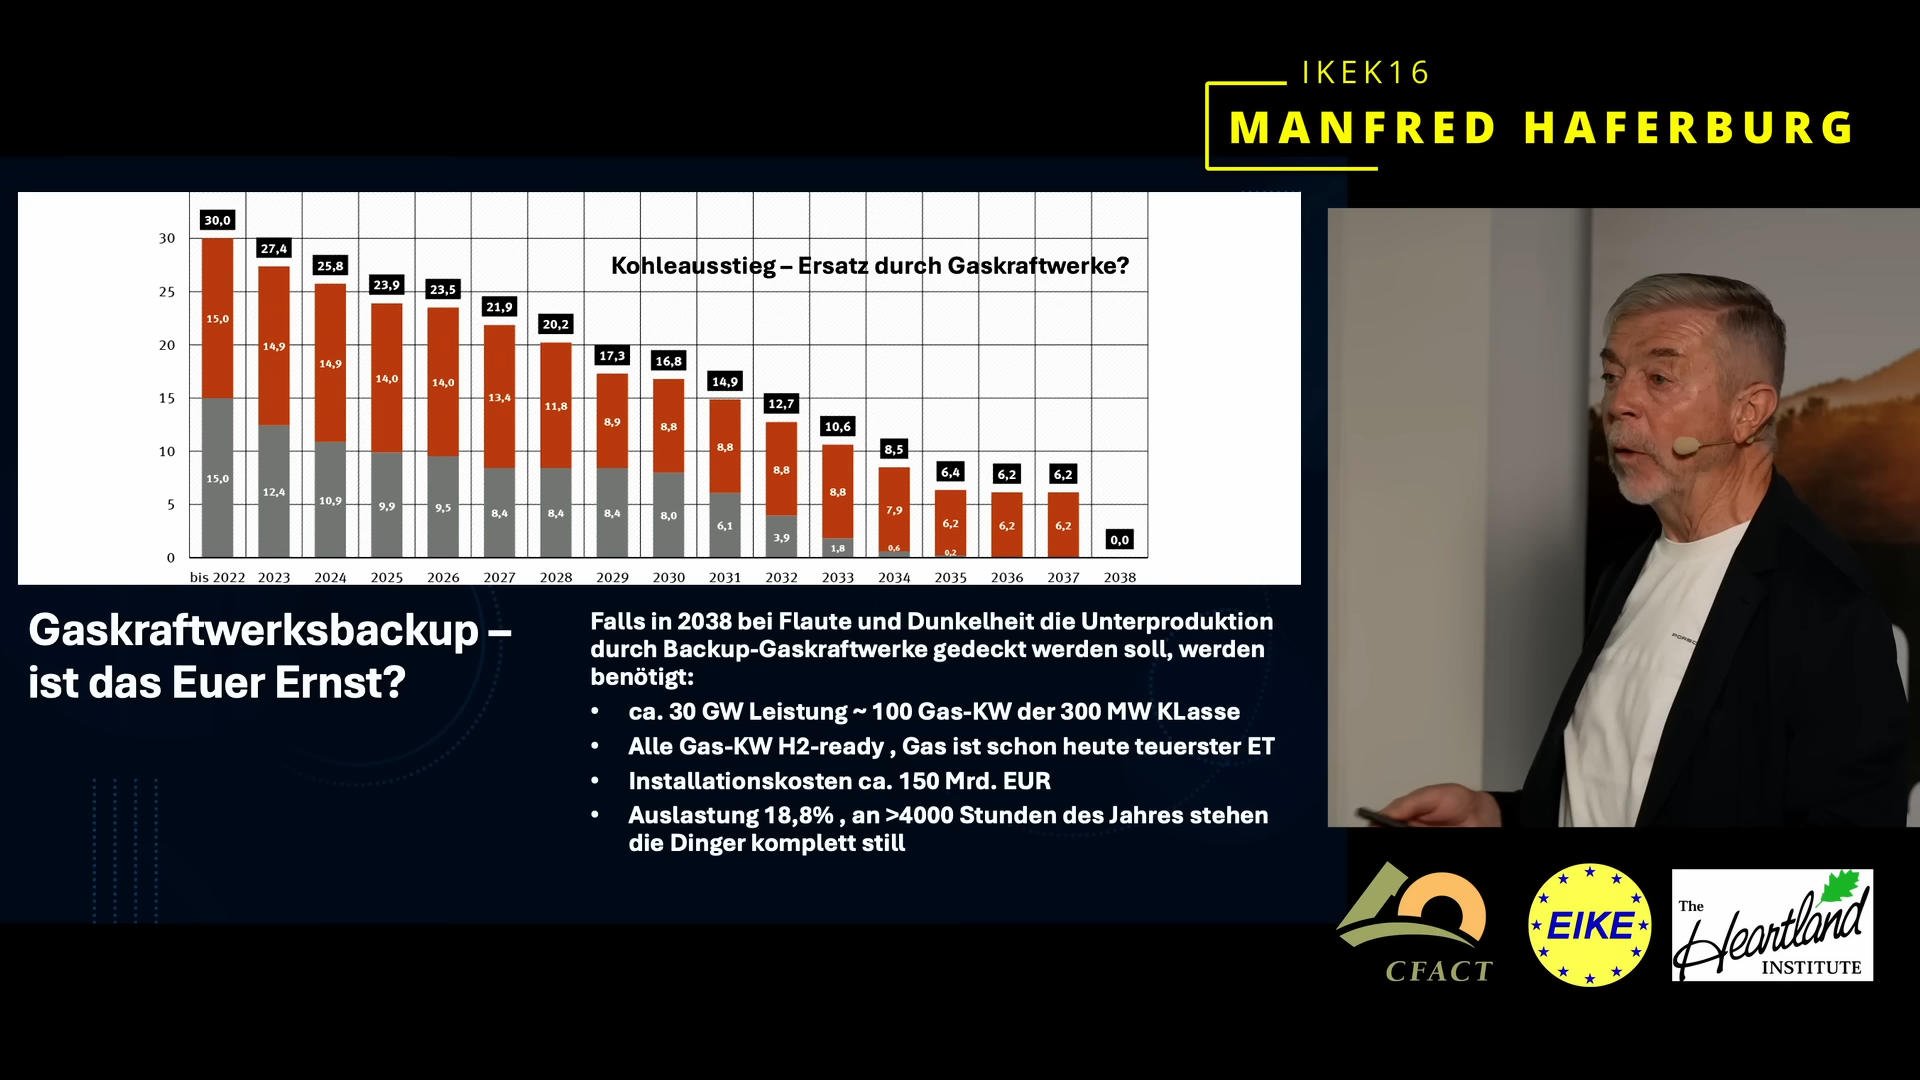 IKEK16
MANFRED HAFERBURG
Kohleausstieg – Ersatz durch Gaskraftwerke?
30
25
20
15
10
5
0
30,0
27,4
25,8
23,9
23,5
21,9
20,2
17,3
16,8
14,9
12,7
10,6
8,5
6,4
6,2
6,2
0,0
15,0
14,9
14,9
14,0
14,0
13,4
11,8
8,9
8,8
8,8
8,8
8,8
7,9
6,2
6,2
6,2
15,0
12,4
10,9
9,9
9,5
8,4
8,4
8,4
8,0
6,1
3,9
1,8
0,6
0,2
bis 2022 2023 2024 2025 2026 2027 2028 2029 2030 2031 2032 2033 2034 2035 2036 2037 2038
Gaskraftwerksbackup –
ist das Euer Ernst?
Falls in 2038 bei Flaute und Dunkelheit die Unterproduktion
durch Backup-Gaskraftwerke gedeckt werden soll, werden
benötigt:
• ca. 30 GW Leistung ~ 100 Gas-KW der 300 MW KLasse
• Alle Gas-KW H2-ready , Gas ist schon heute teuerster ET
• Installationskosten ca. 150 Mrd. EUR
• Auslastung 18,8% , an >4000 Stunden des Jahres stehen
die Dinger komplett still
CFACT
EIKE
The
Heartland
INSTITUTE